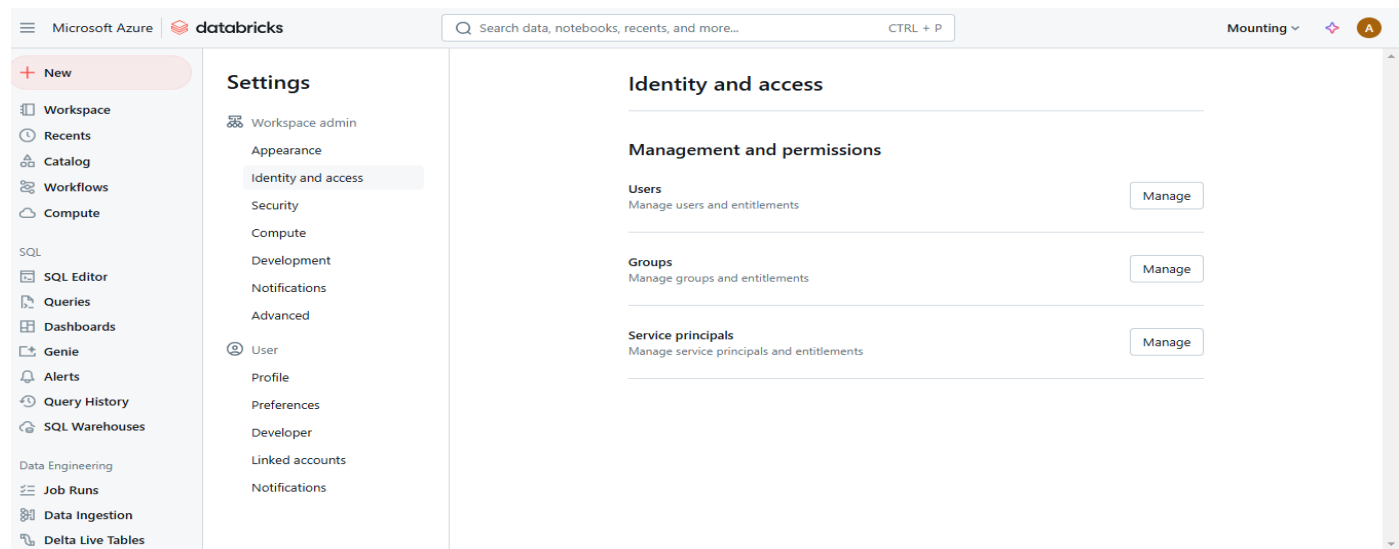 Microsoft Azure databricks
Search data, notebooks, recents, and more... CTRL + P
Mounting
A
New
Workspace
Recents
Catalog
Workflows
Compute
SQL
SQL Editor
Queries
Dashboards
Genie
Alerts
Query History
SQL Warehouses
Data Engineering
Job Runs
Data Ingestion
Delta Live Tables
Settings
Workspace admin
Appearance
Identity and access
Security
Compute
Development
Notifications
Advanced
User
Profile
Preferences
Developer
Linked accounts
Notifications
Identity and access
Management and permissions
Users
Manage users and entitlements
Manage
Groups
Manage groups and entitlements
Manage
Service principals
Manage service principals and entitlements
Manage